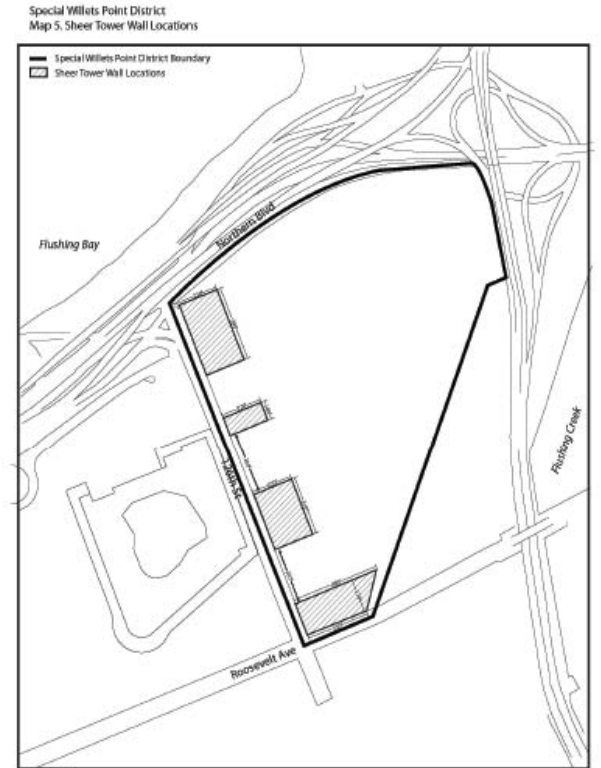 Special Willets Point District
Map 5. Sheer Tower Wall Locations
Special Willets Point District Boundary
Sheer Tower Wall Locations
Northern Blvd
Flushing Bay
126th St
Flushing Creek
Roosevelt Ave